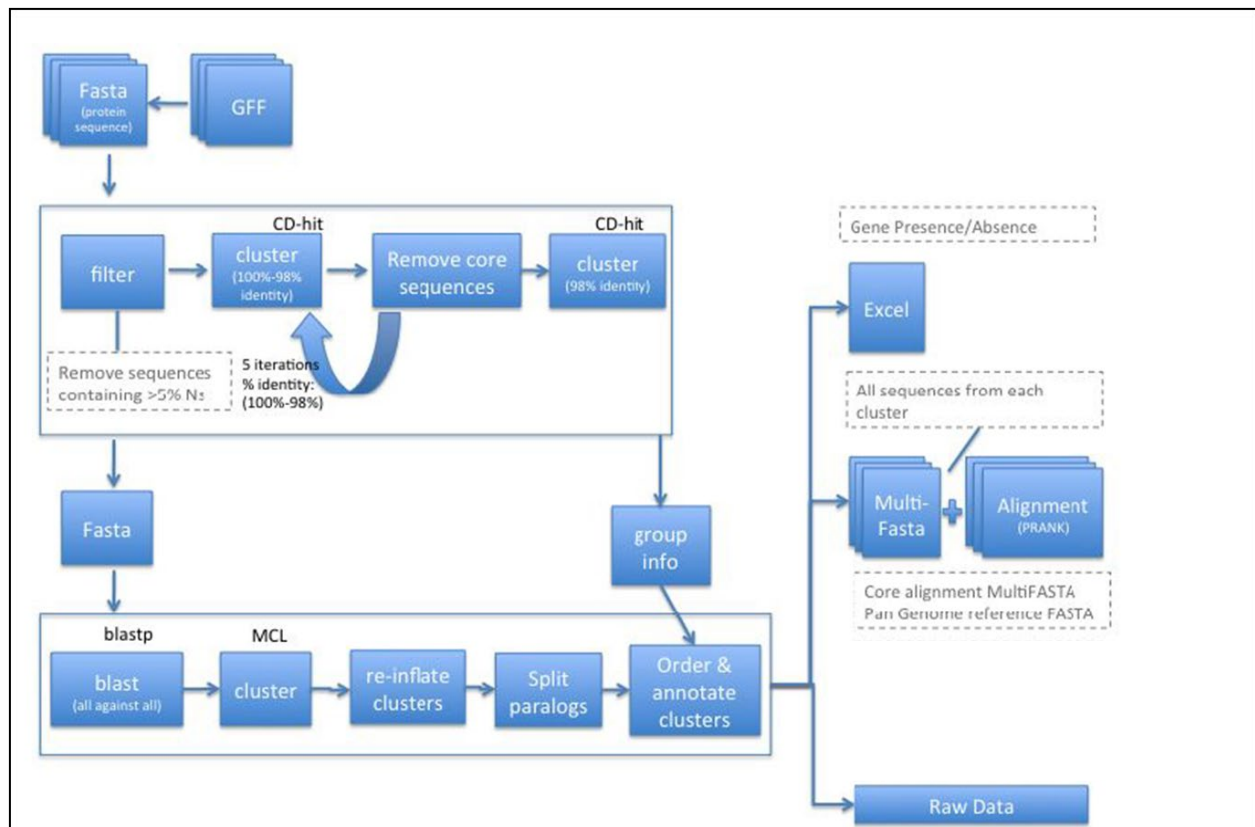 Fasta
(protein
sequence)
GFF
CD-hit
CD-hit
filter
cluster
(100%-98%
identity)
Remove core
sequences
cluster
(98% identity)
Remove sequences
containing >5% Ns
5 iterations
% identity:
(100%-98%)
Gene Presence/Absence
Excel
All sequences from each
cluster
Multi-
Fasta
Alignment
(PRANK)
Core alignment MultiFASTA
Pan Genome reference FASTA
Fasta
group
info
blastp
MCL
blast
(all against all)
cluster
re-inflate
clusters
Split
paralogs
Order &
annotate
clusters
Raw Data